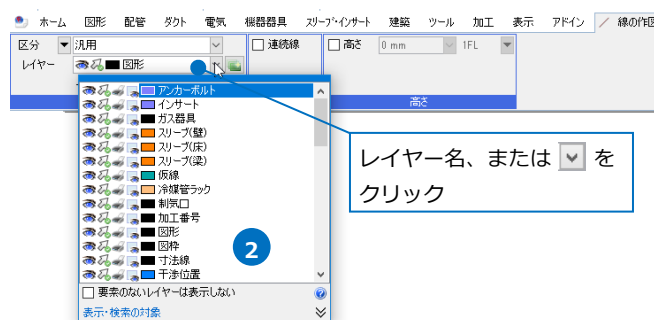 ホーム 図形 配管 ダクト 電気 機器器具 スリーブ・インサート 建築 ツール 加工 表示 アドイン 線の作図
区分 汎用 連続線 高さ 0 mm 1FL
レイヤー 図形
高さ
アンカーボルト
インサート
ガス器具
スリーブ(壁)
スリーブ(床)
スリーブ(梁)
仮線
冷媒管ラック
制気口
加工番号
図形
図枠
寸法線
干渉位置
レイヤー名、または を
クリック
2
要素のないレイヤーは表示しない
表示・検索の対象